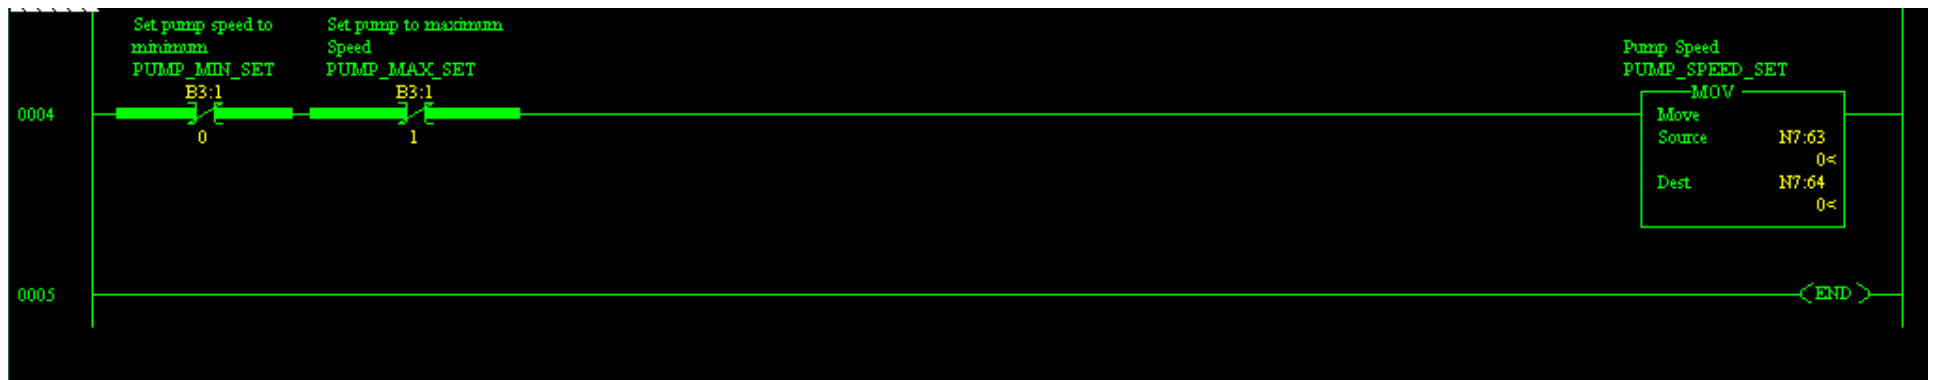 Set pump speed to
minimum
PUMP_MIN_SET
B3:1
0
Set pump to maximum
Speed
PUMP_MAX_SET
B3:1
1
Pump Speed
PUMP_SPEED_SET
MOV
Move
Source N7:63
0<
Dest N7:64
0<
0004
0005
END